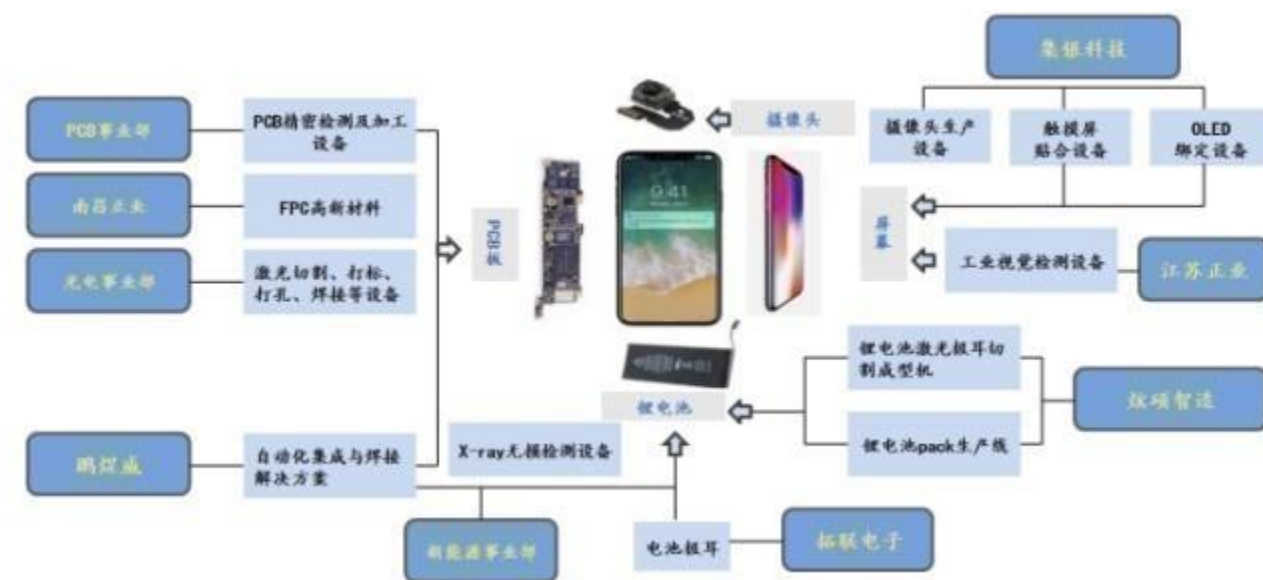 集银科技
PCB事业部
PCB精密检测及加工
设备
摄像头
摄像头生产
设备
触摸屏
贴合设备
OLED
绑定设备
南昌正业
FPC高新材料
PCB板
9:41
屏幕
光电事业部
激光切割、打标、
打孔、焊接等设备
工业视觉检测设备
江苏正业
锂电池激光极耳切
割成型机
炫硕智造
锂电池
鹏煜威
自动化集成与焊接
解决方案
X-ray无损检测设备
锂电池pack生产线
新能源事业部
电池极耳
拓联电子